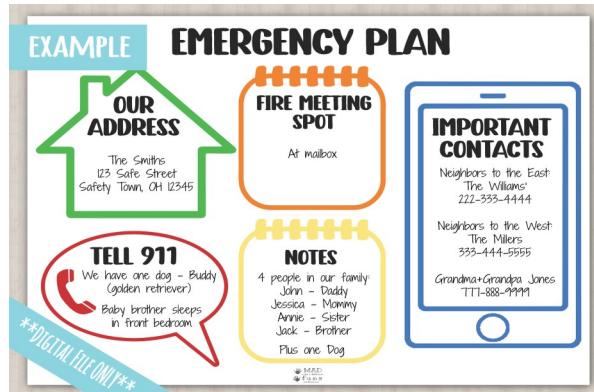 EXAMPLE
EMERGENCY PLAN
OUR
ADDRESS
The Smiths
123 Safe Street
Safety Town, OH 12345
FIRE MEETING
SPOT
At mailbox
IMPORTANT
CONTACTS
Neighbors to the East:
The Williams'
222-333-4444
Neighbors to the West:
The Millers
333-444-5555
Grandma+Grandpa Jones
777-888-9999
TELL 911
We have one dog - Buddy
(golden retriever)
Baby brother sleeps
in front bedroom
NOTES
4 people in our family:
John - Daddy
Jessica - Mommy
Annie - Sister
Jack - Brother
Plus one Dog
**DIGITAL FILE ONLY**
MAD
fun